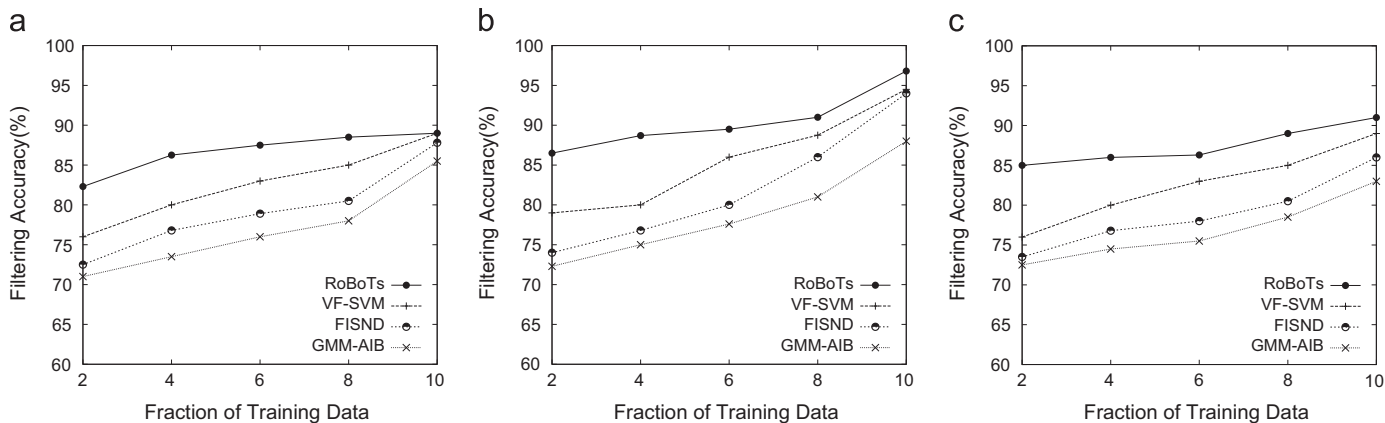 a
Filtering Accuracy(%)
100
95
90
85
80
75
70
65
60
2 4 6 8 10
Fraction of Training Data
RoBoTs
VF-SVM
FISND
GMM-AIB
b
Filtering Accuracy(%)
100
95
90
85
80
75
70
65
60
2 4 6 8 10
Fraction of Training Data
RoBoTs
VF-SVM
FISND
GMM-AIB
c
Filtering Accuracy(%)
100
95
90
85
80
75
70
65
60
2 4 6 8 10
Fraction of Training Data
RoBoTs
VF-SVM
FISND
GMM-AIB